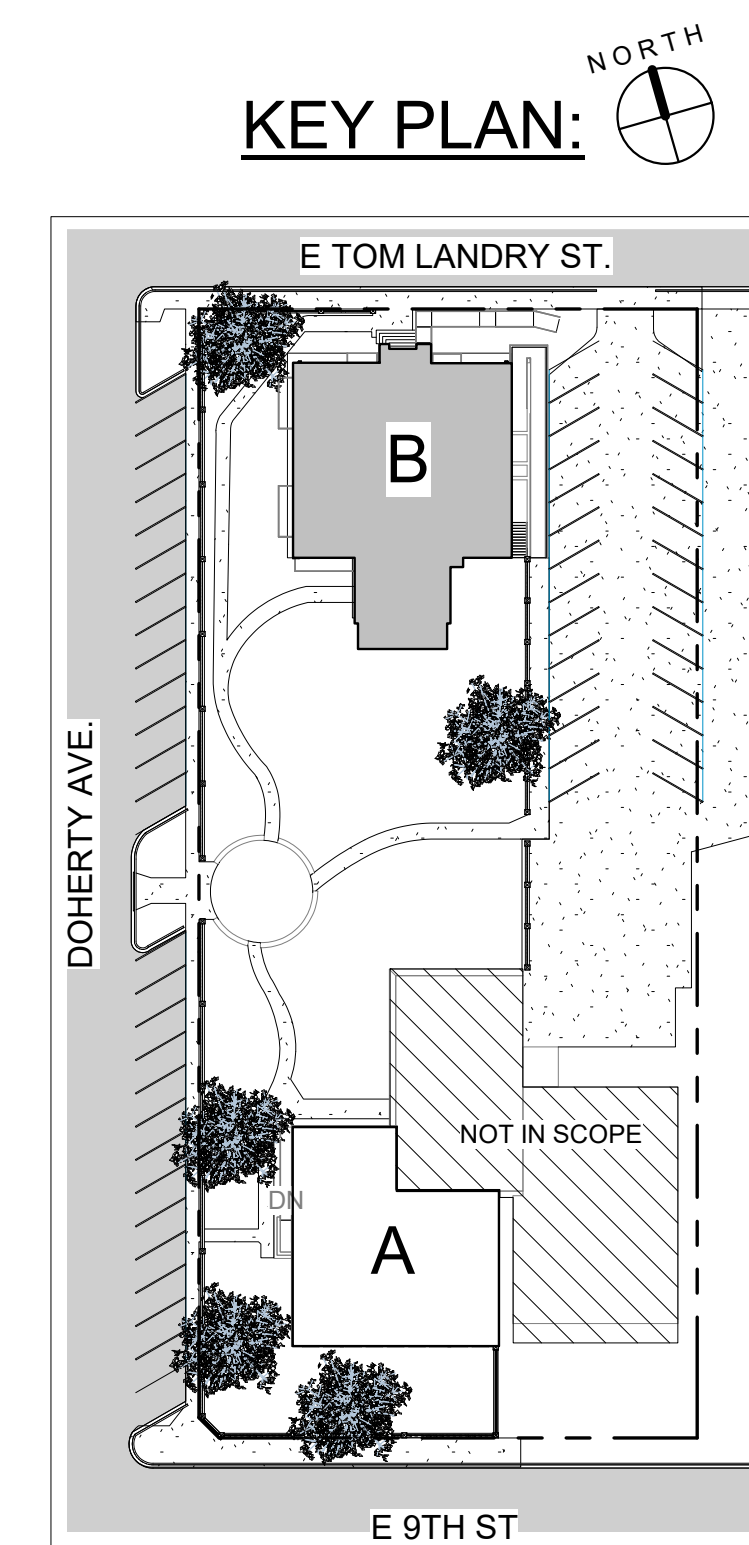 NORTH
KEY PLAN:
E TOM LANDRY ST.
B
DOHERTY AVE.
NOT IN SCOPE
DN
A
E 9TH ST